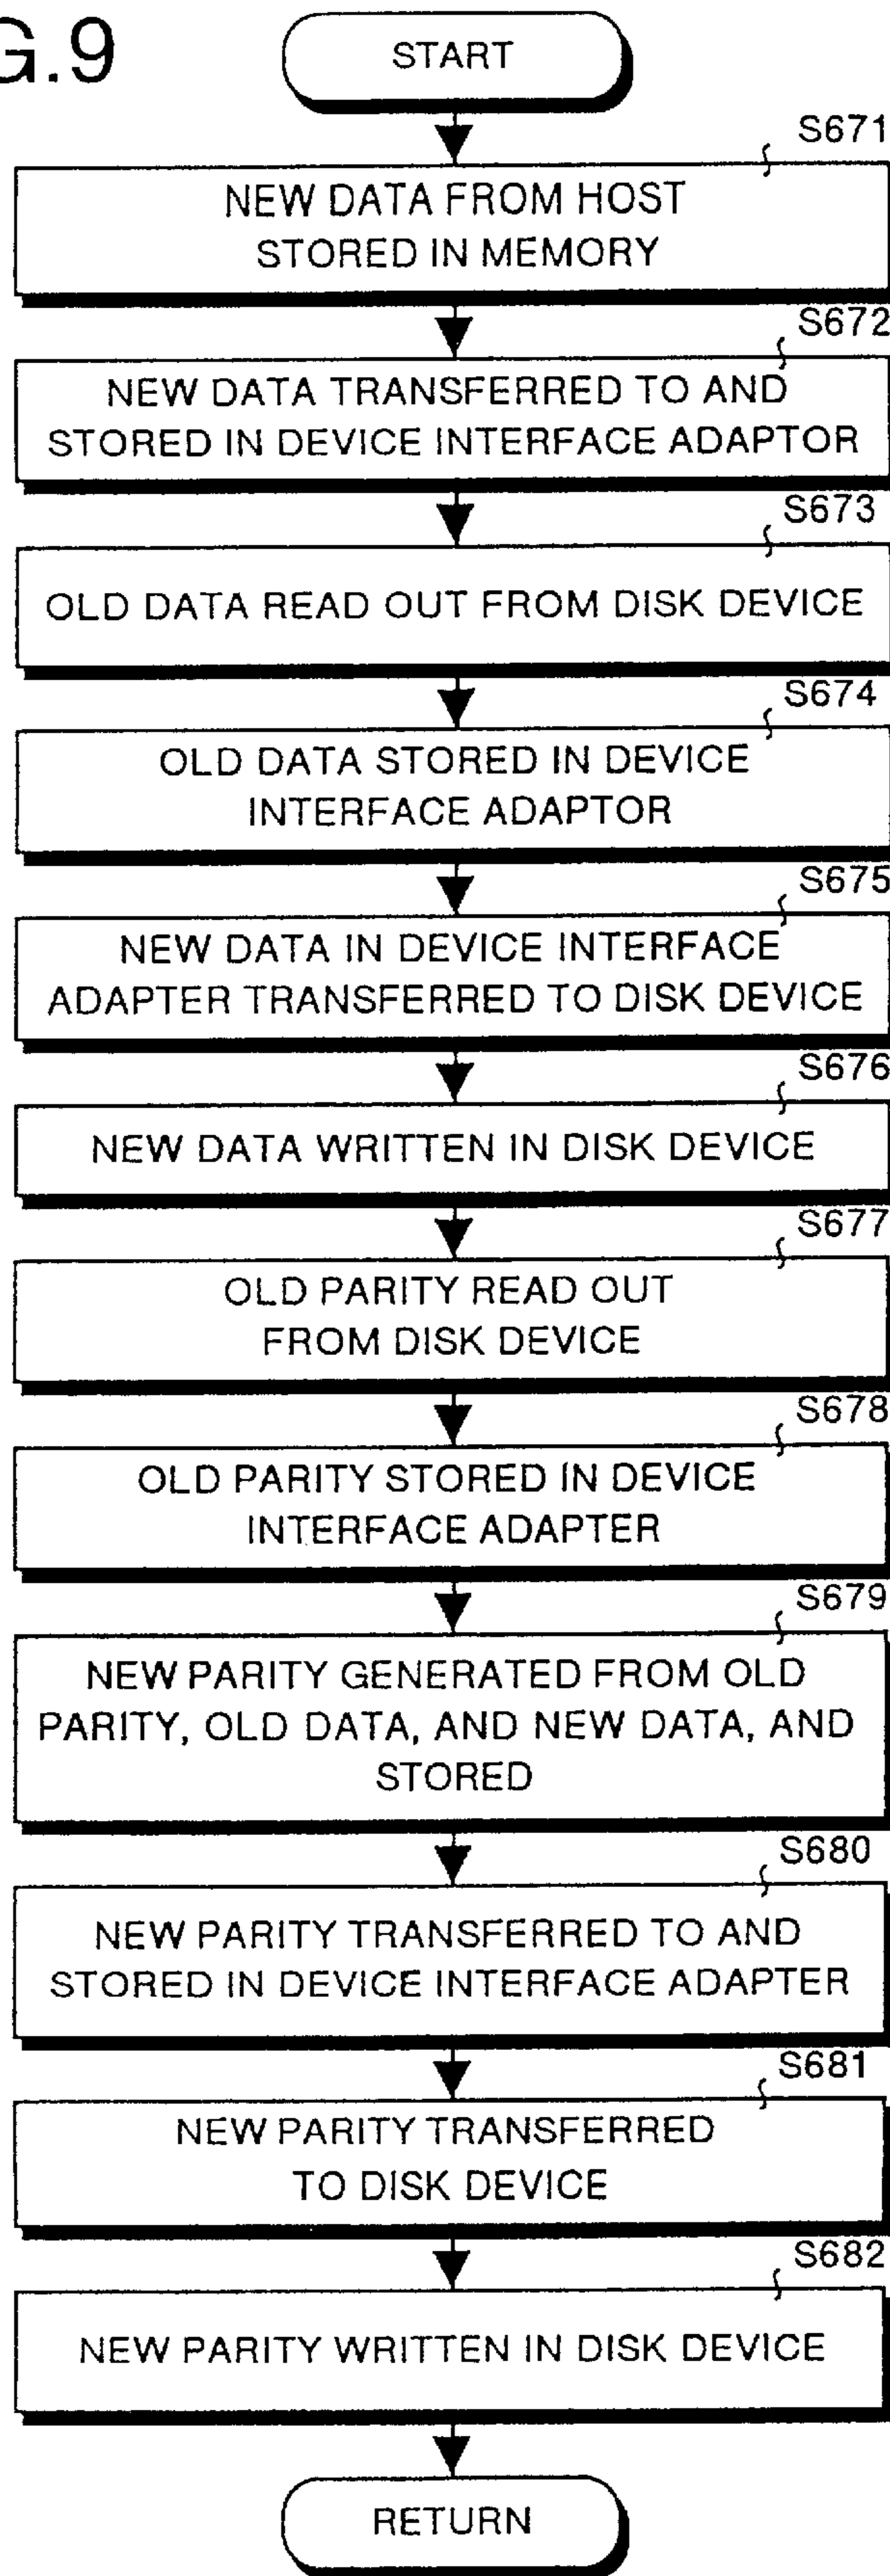 G.9
START
S671
NEW DATA FROM HOST
STORED IN MEMORY
S672
NEW DATA TRANSFERRED TO AND
STORED IN DEVICE INTERFACE ADAPTOR
S673
OLD DATA READ OUT FROM DISK DEVICE
S674
OLD DATA STORED IN DEVICE
INTERFACE ADAPTOR
S675
NEW DATA IN DEVICE INTERFACE
ADAPTER TRANSFERRED TO DISK DEVICE
S676
NEW DATA WRITTEN IN DISK DEVICE
S677
OLD PARITY READ OUT
FROM DISK DEVICE
S678
OLD PARITY STORED IN DEVICE
INTERFACE ADAPTER
S679
NEW PARITY GENERATED FROM OLD
PARITY, OLD DATA, AND NEW DATA, AND
STORED
S680
NEW PARITY TRANSFERRED TO AND
STORED IN DEVICE INTERFACE ADAPTER
S681
NEW PARITY TRANSFERRED
TO DISK DEVICE
S682
NEW PARITY WRITTEN IN DISK DEVICE
RETURN